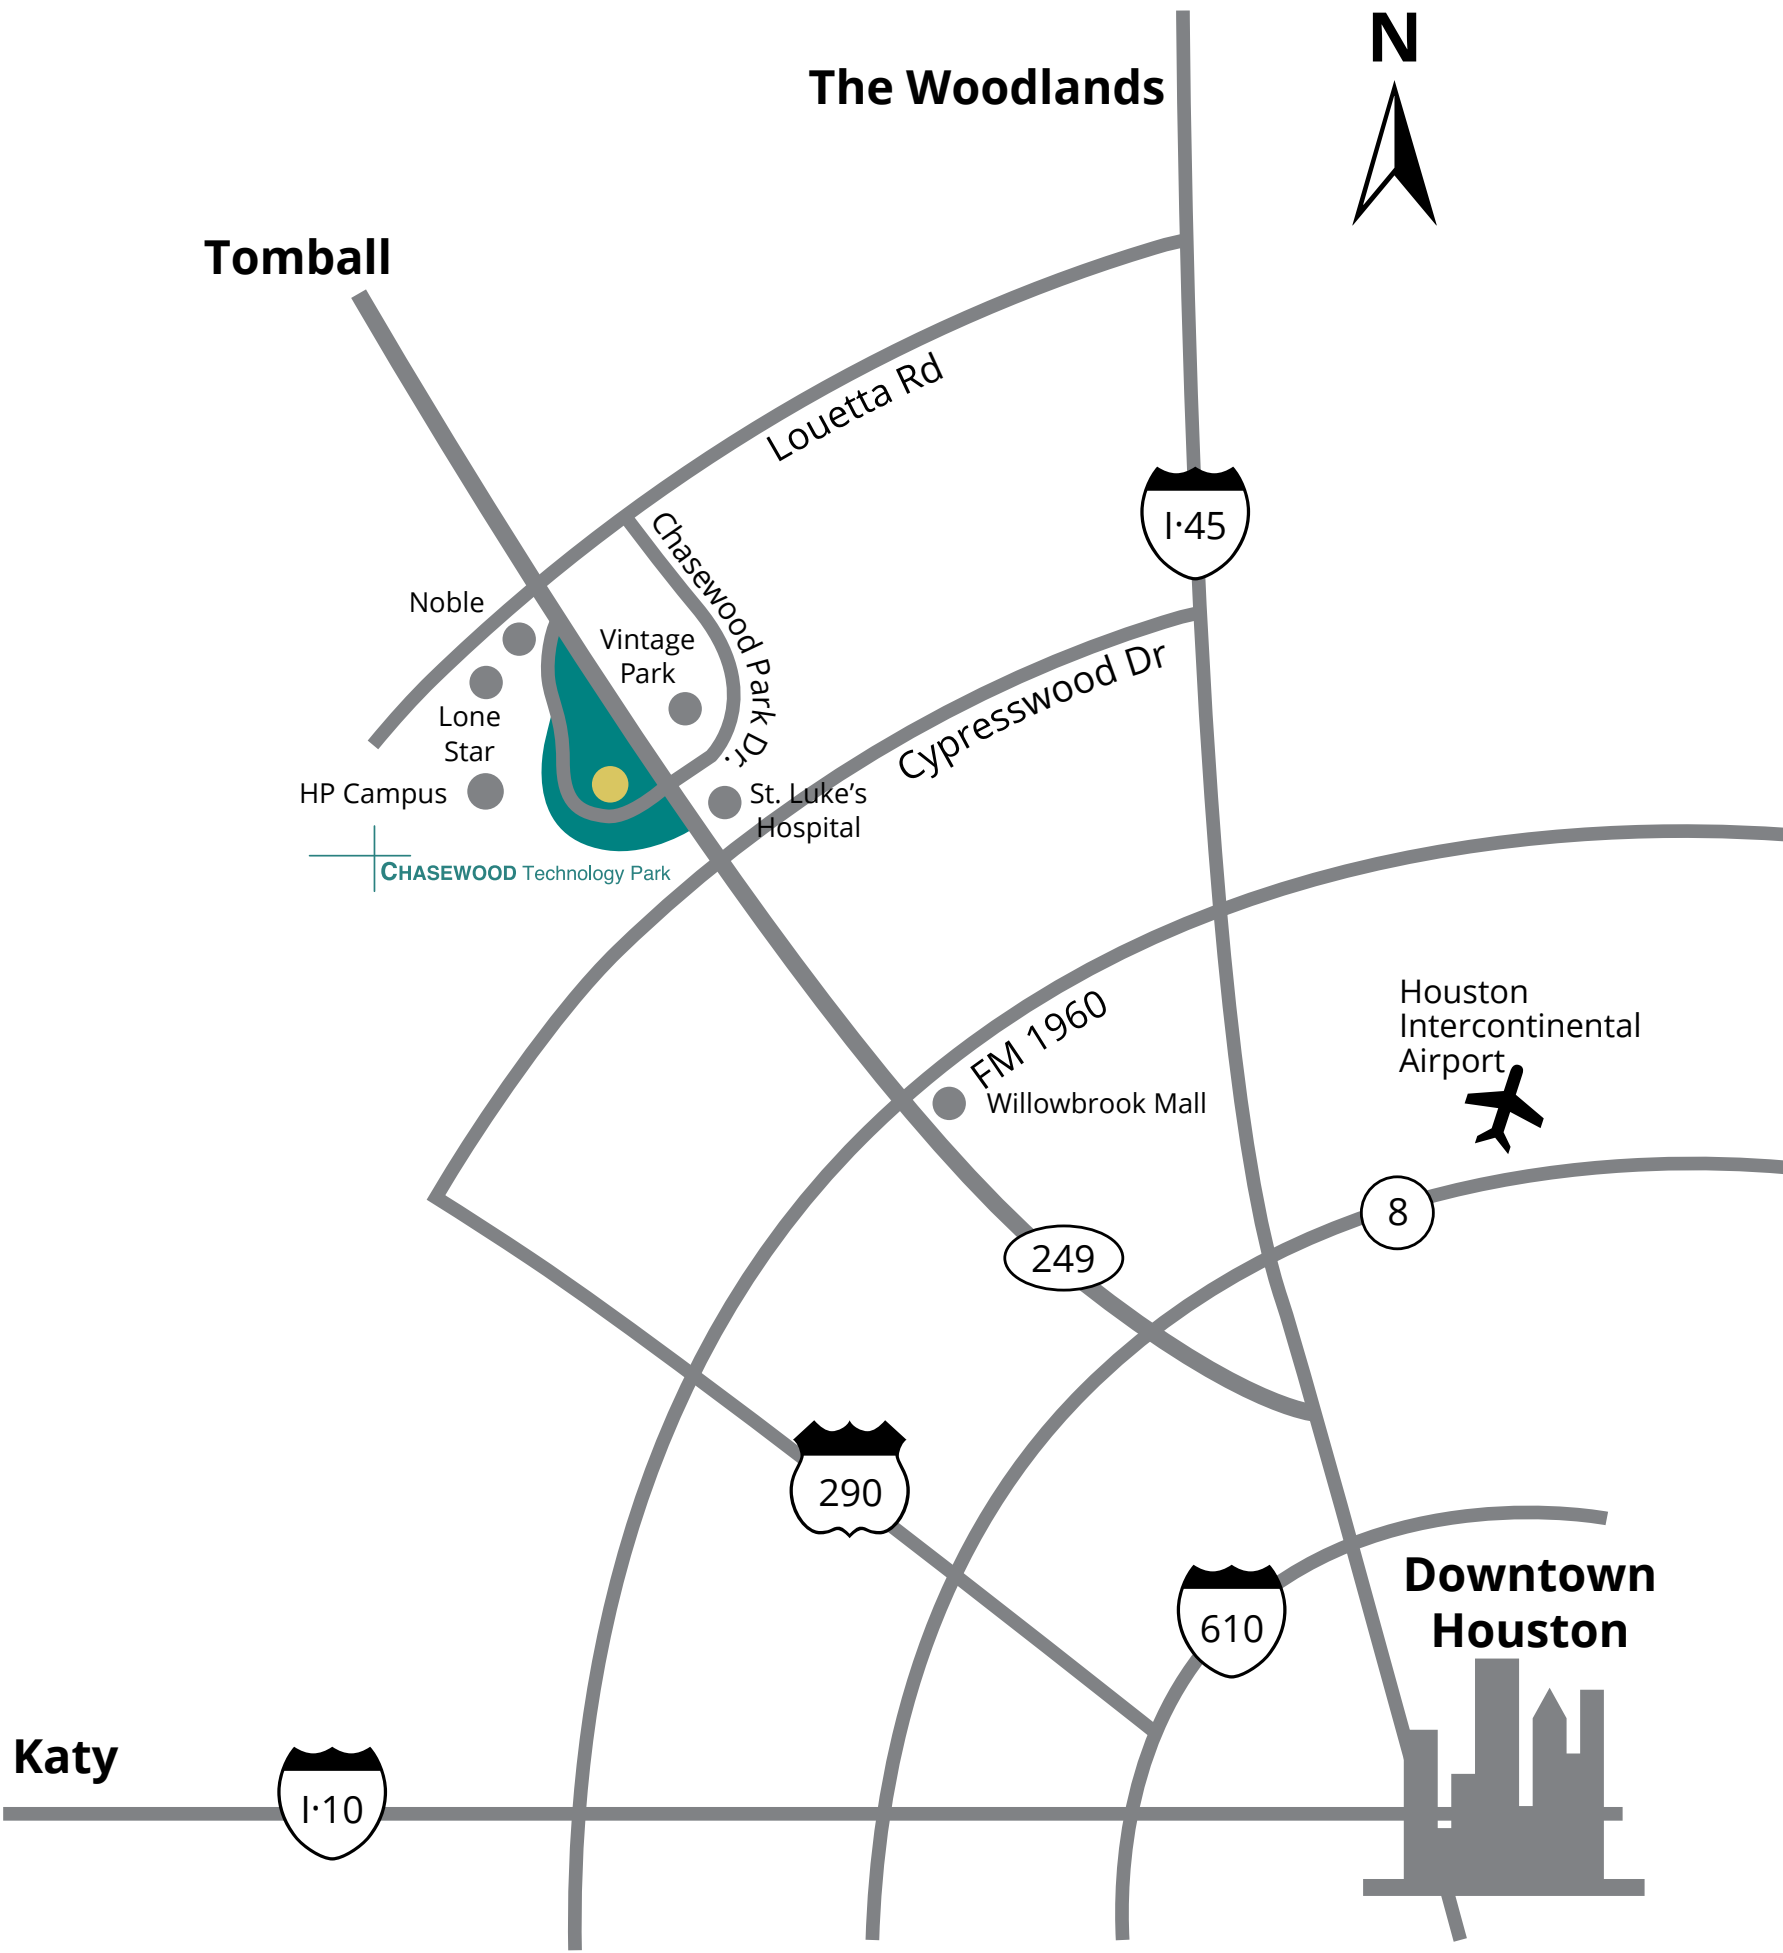 N
The Woodlands
Tomball
Louetta Rd
I·45
Chasewood Park Dr.
Noble
Vintage
Park
Cypresswood Dr
Lone
Star
HP Campus
St. Luke's
Hospital
CHASEWOOD Technology Park
Houston
Intercontinental
Airport
FM 1960
Willowbrook Mall
8
249
290
Downtown
Houston
610
Katy
I·10